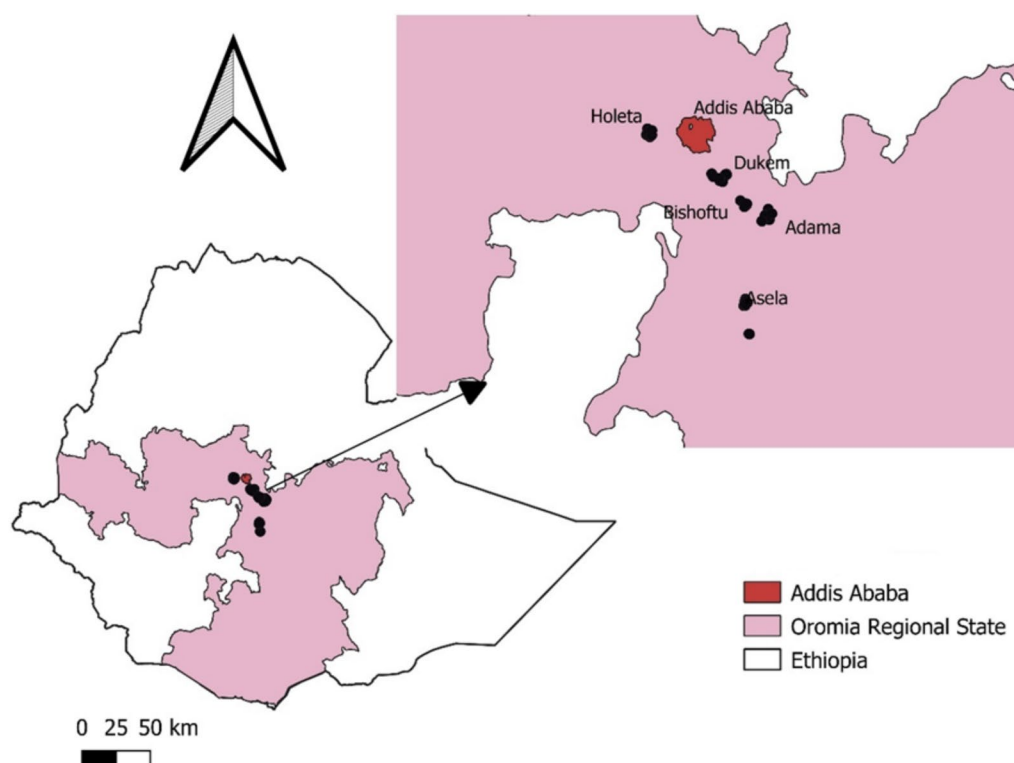 Addis Ababa
Holeta
Dukem
Bishoftu
Adama
Asela
Addis Ababa
Oromia Regional State
Ethiopia
0 25 50 km